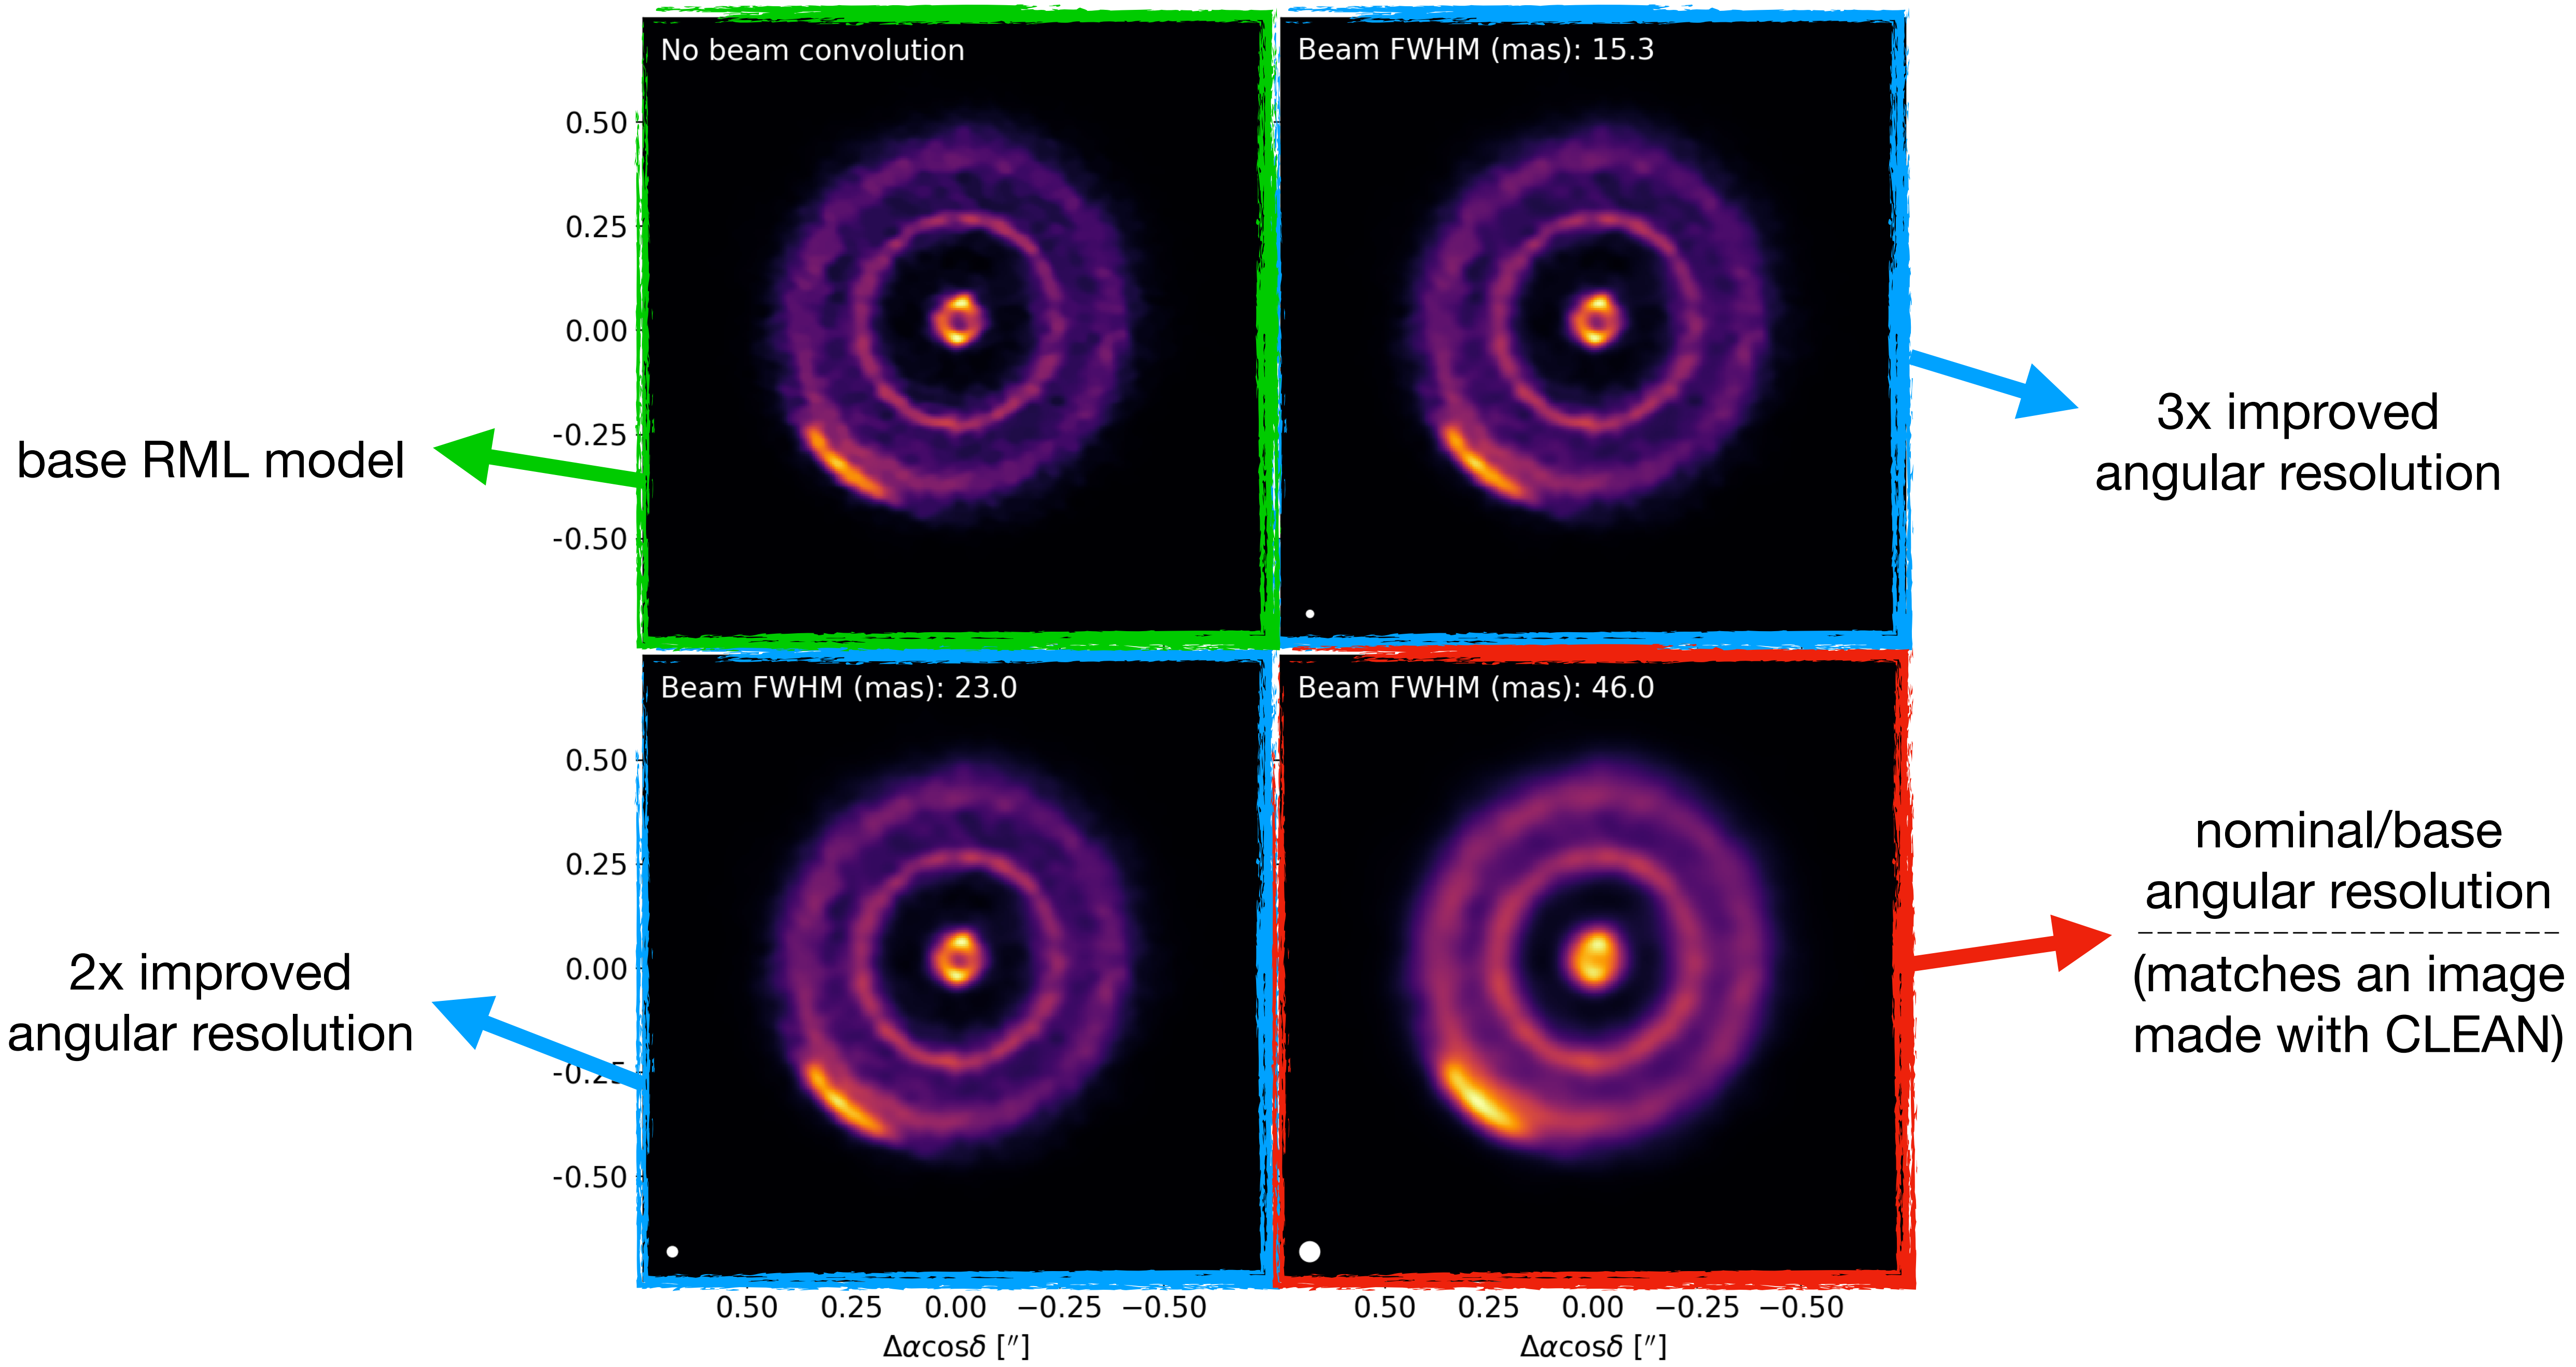 No beam convolution
Beam FWHM (mas): 15.3
0.50
0.25
0.00
-0.25
-0.50
base RML model
3x improved
angular resolution
Beam FWHM (mas): 23.0
Beam FWHM (mas): 46.0
0.50
0.25
0.00
-0.25
-0.50
2x improved
angular resolution
nominal/base
angular resolution
(matches an image
made with CLEAN)
0.50 0.25 0.00 −0.25 −0.50
Δαcosδ [″]
0.50 0.25 0.00 −0.25 −0.50
Δαcosδ [″]